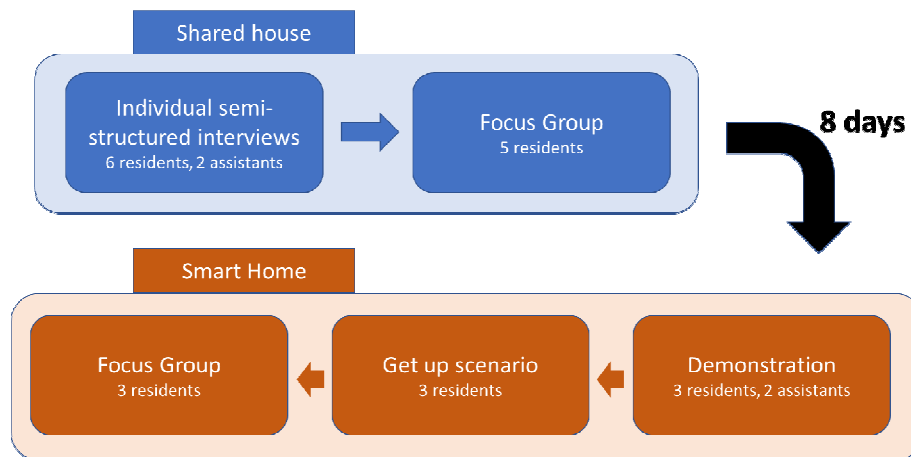 Shared house
Individual semi-
structured interviews
6 residents, 2 assistants
Focus Group
5 residents
8 days
Smart Home
Focus Group
3 residents
Get up scenario
3 residents
Demonstration
3 residents, 2 assistants